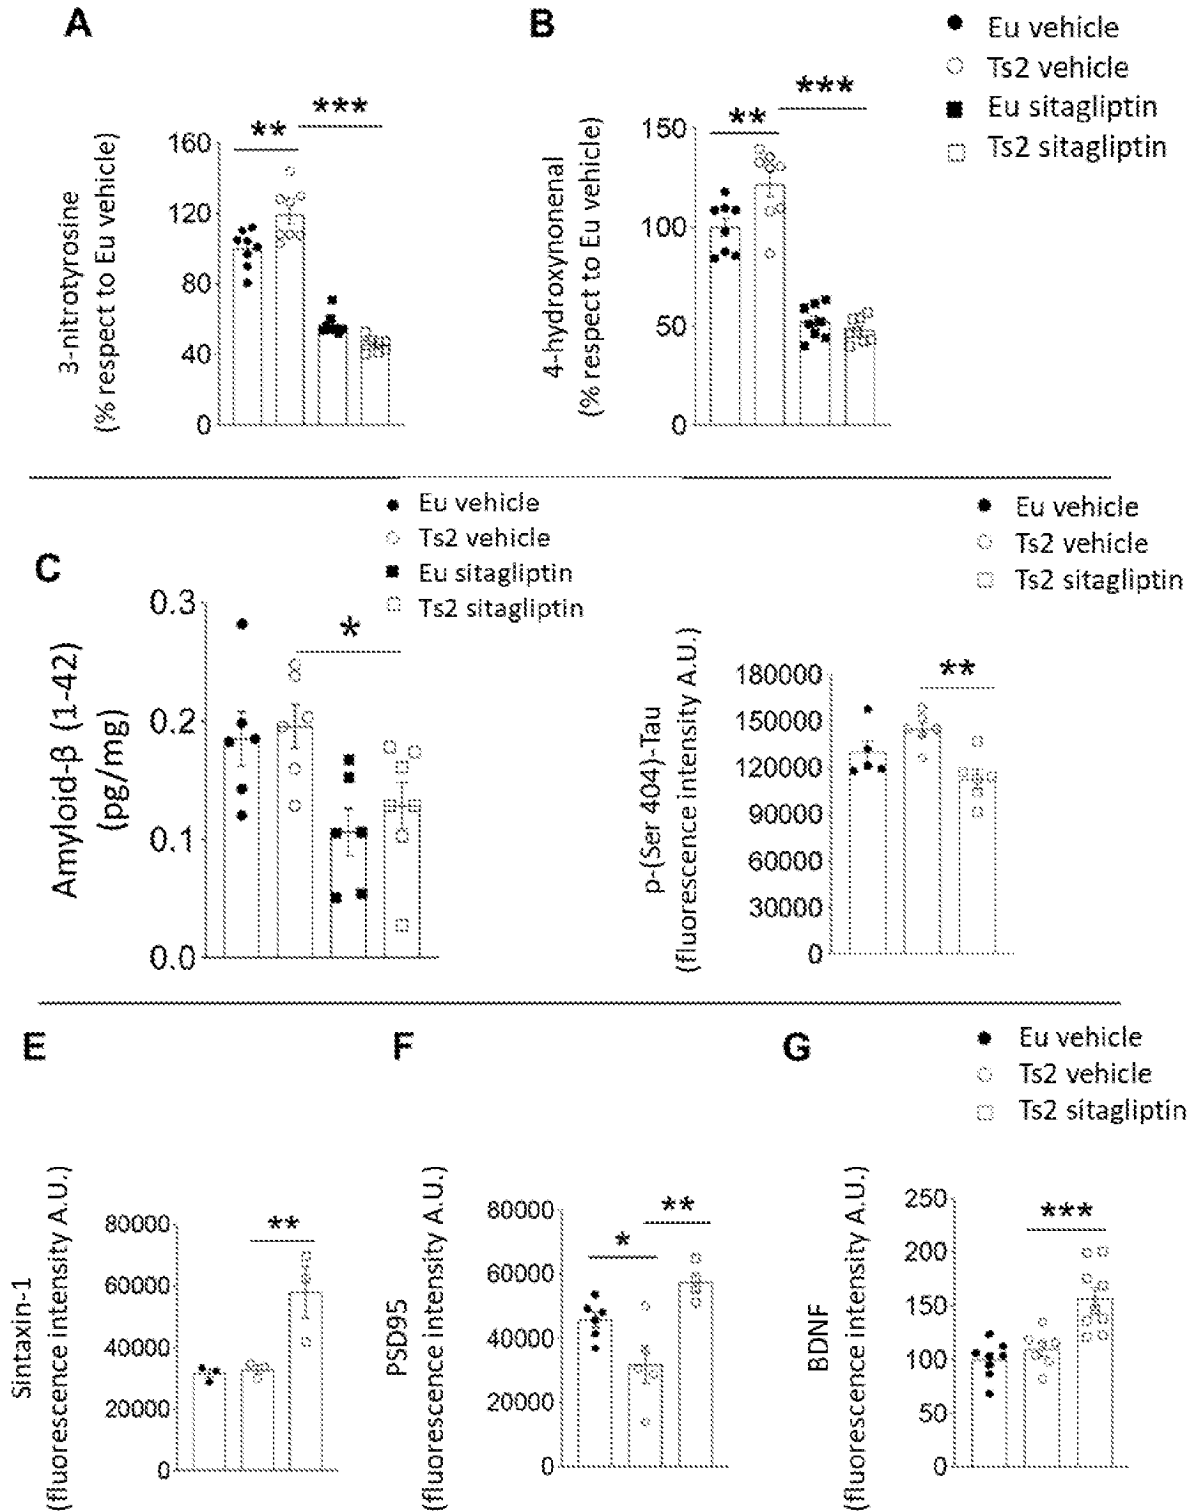 A
B
Eu vehicle
Ts2 vehicle
Eu sitagliptin
Ts2 sitagliptin
3-nitrotyrosine
(% respect to Eu vehicle)
160
120
80
40
0
**
***
4-hydroxynonenal
(% respect to Eu vehicle)
150
100
50
0
**
***
C
Eu vehicle
Ts2 vehicle
Eu sitagliptin
Ts2 sitagliptin
Amyloid-β (1-42)
(pg/mg)
0.3
0.2
0.1
0.0
*
Eu vehicle
Ts2 vehicle
Ts2 sitagliptin
p-(Ser 404)-Tau
(fluorescence intensity A.U.)
180000
150000
120000
90000
60000
30000
0
**
E
F
G
Eu vehicle
Ts2 vehicle
Ts2 sitagliptin
Sintaxin-1
(fluorescence intensity A.U.)
80000
60000
40000
20000
0
**
PSD95
(fluorescence intensity A.U.)
80000
60000
40000
20000
0
*
**
BDNF
(fluorescence intensity A.U.)
250
200
150
100
50
0
***